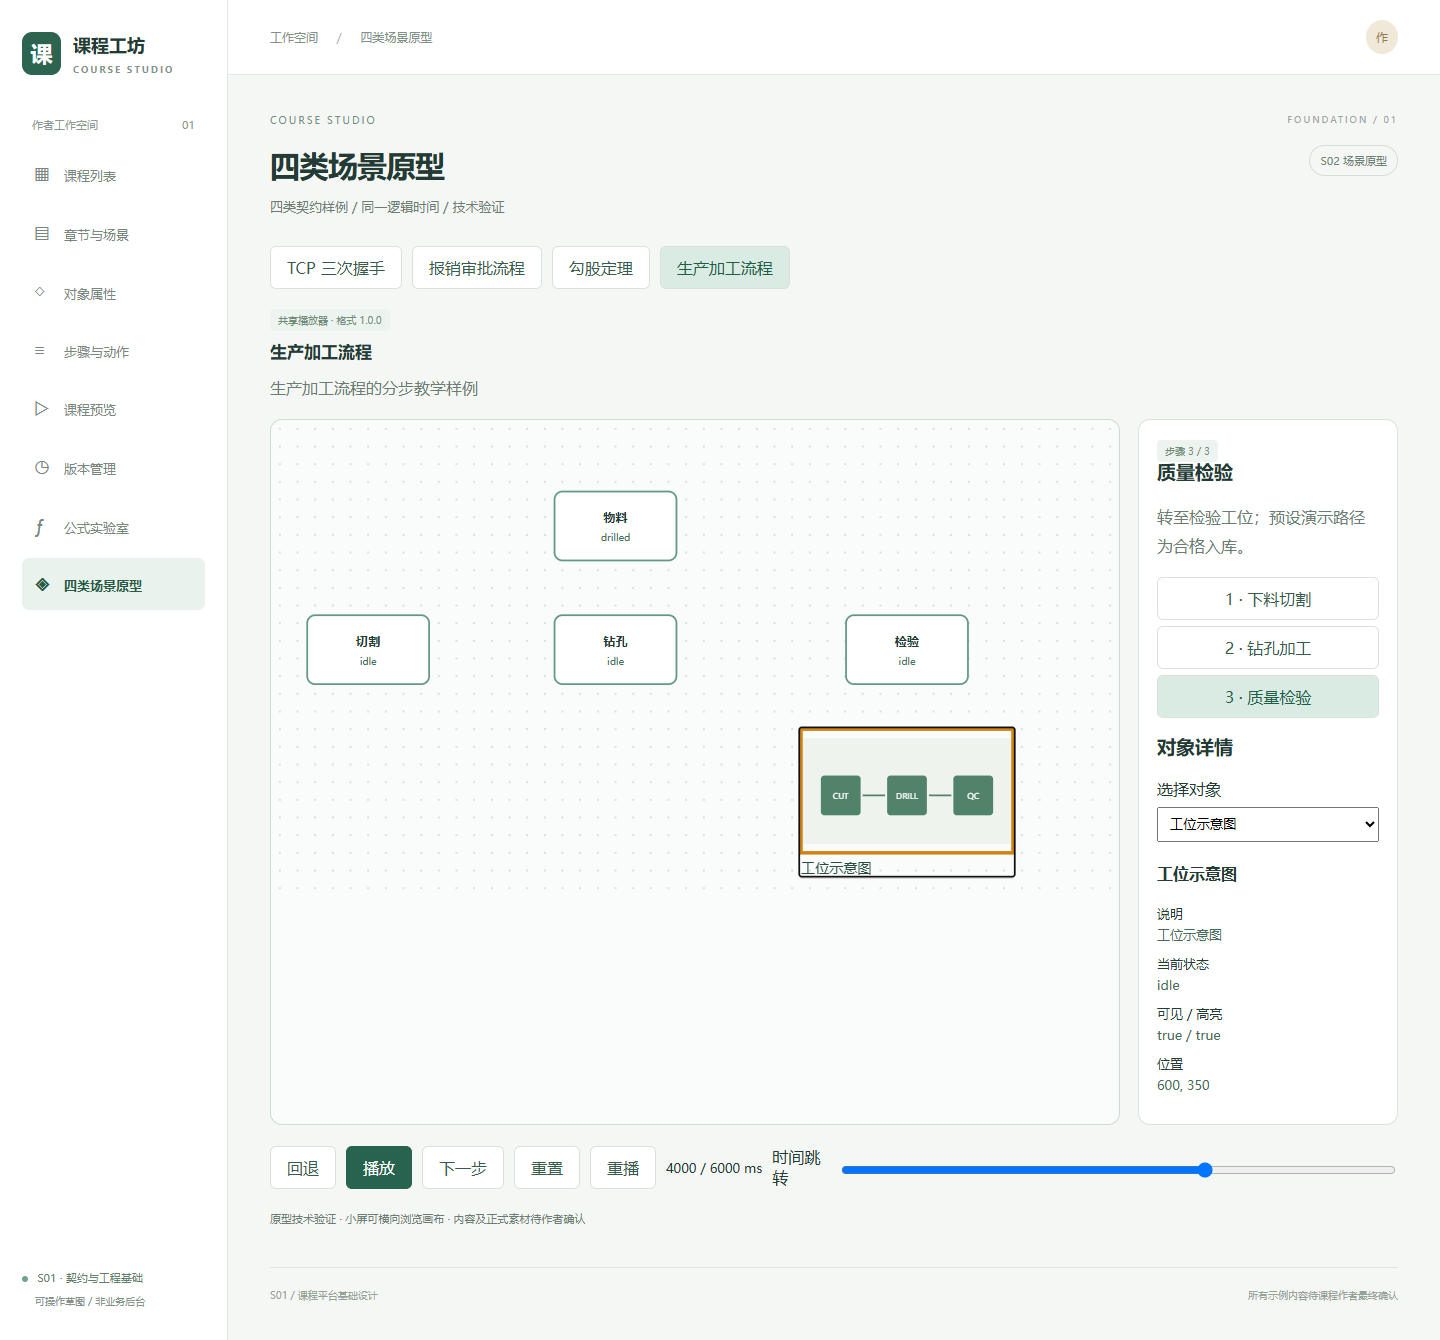 课
课程工坊
COURSE STUDIO
作者工作空间 01
课程列表
章节与场景
对象属性
步骤与动作
课程预览
版本管理
公式实验室
四类场景原型
S01 · 契约与工程基础
可操作草图 / 非业务后台
工作空间 / 四类场景原型
作
COURSE STUDIO
FOUNDATION / 01
四类场景原型
S02 场景原型
四类契约样例 / 同一逻辑时间 / 技术验证
TCP 三次握手
报销审批流程
勾股定理
生产加工流程
共享播放器 · 格式 1.0.0
生产加工流程
生产加工流程的分步教学样例
物料
drilled
切割
idle
钻孔
idle
检验
idle
CUT
DRILL
QC
工位示意图
步骤 3 / 3
质量检验
转至检验工位；预设演示路径
为合格入库。
1 · 下料切割
2 · 钻孔加工
3 · 质量检验
对象详情
选择对象
工位示意图
工位示意图
说明
工位示意图
当前状态
idle
可见 / 高亮
true / true
位置
600, 350
回退
播放
下一步
重置
重播
4000 / 6000 ms
时间跳
转
原型技术验证 · 小屏可横向浏览画布 · 内容及正式素材待作者确认
S01 / 课程平台基础设计
所有示例内容待课程作者最终确认